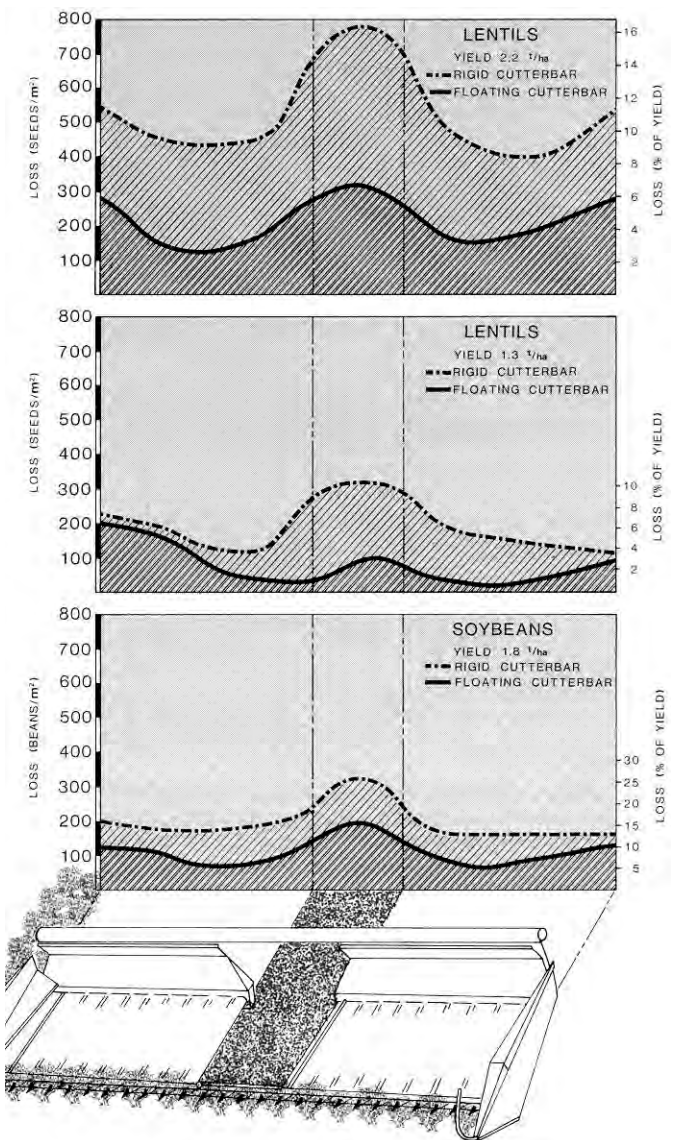 LENTILS
YIELD 2.2 t/ha
RIGID CUTTERBAR
FLOATING CUTTERBAR
LOSS (SEEDS/m²)
800
700
600
500
400
300
200
100
16
14
12
10
8
6
4
2
LOSS (% OF YIELD)
LENTILS
YIELD 1.3 t/ha
RIGID CUTTERBAR
FLOATING CUTTERBAR
LOSS (SEEDS/m²)
800
700
600
500
400
300
200
100
10
8
6
4
2
LOSS (% OF YIELD)
SOYBEANS
YIELD 1.8 t/ha
RIGID CUTTERBAR
FLOATING CUTTERBAR
LOSS (BEANS/m²)
800
700
600
500
400
300
200
100
30
25
20
15
10
5
LOSS (% OF YIELD)